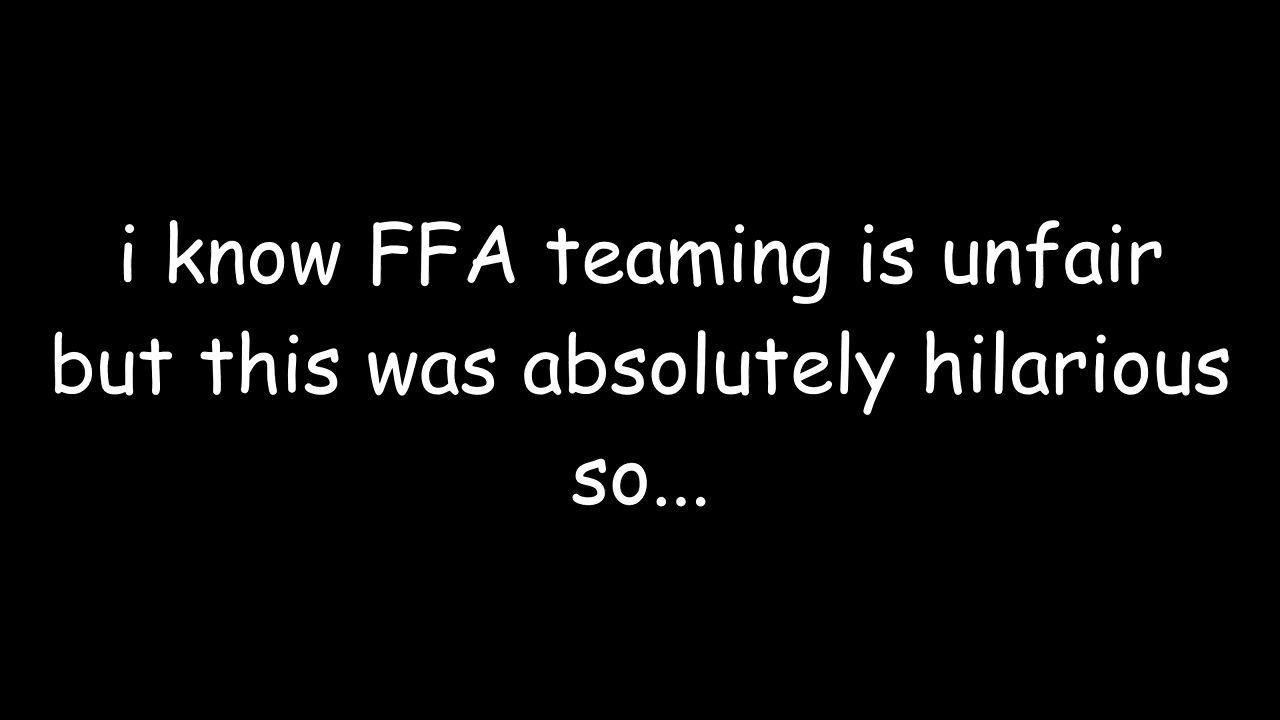 i know FFA teaming is unfair
but this was absolutely hilarious
so...